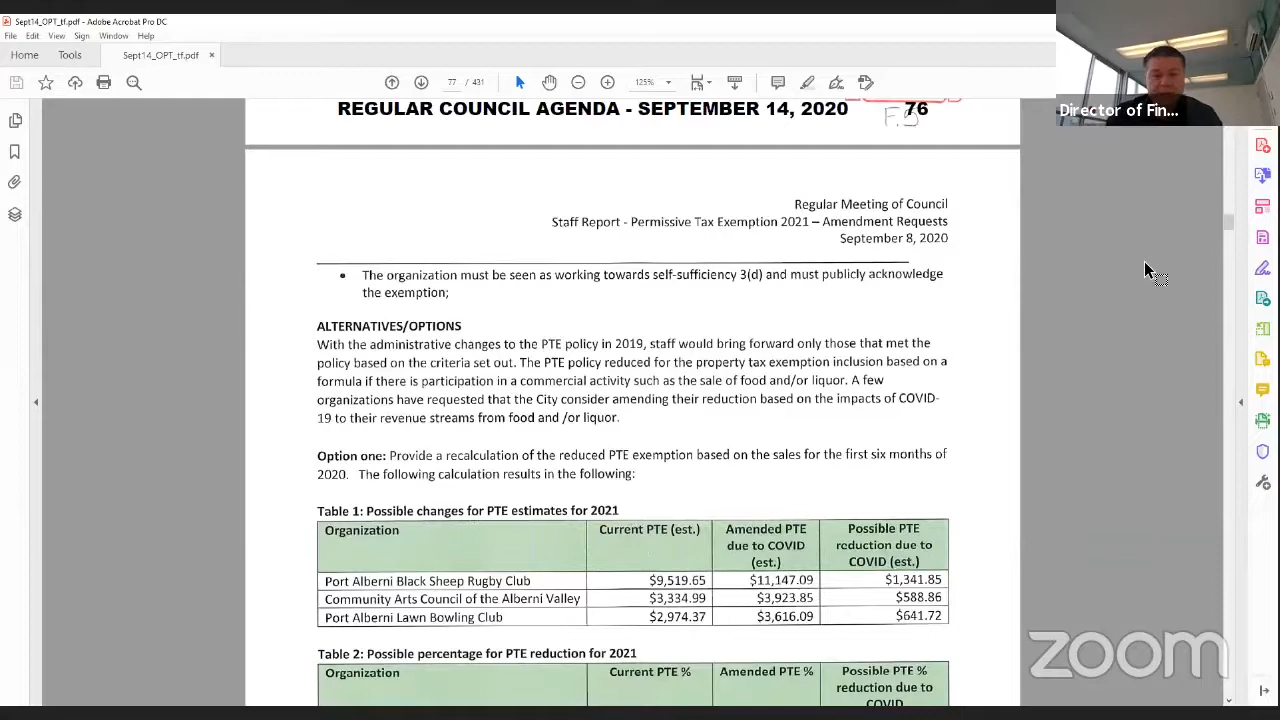 Sept14_OPT_tf.pdf - Adobe Acrobat Pro DC
File Edit View Sign Window Help
Home Tools Sept14_OPT_tf.pdf ×
77 / 431 125%
Director of Fin...
REGULAR COUNCIL AGENDA - SEPTEMBER 14, 2020 76
Regular Meeting of Council
Staff Report - Permissive Tax Exemption 2021 – Amendment Requests
September 8, 2020
• The organization must be seen as working towards self-sufficiency 3(d) and must publicly acknowledge
the exemption;
ALTERNATIVES/OPTIONS
With the administrative changes to the PTE policy in 2019, staff would bring forward only those that met the
policy based on the criteria set out. The PTE policy reduced for the property tax exemption inclusion based on a
formula if there is participation in a commercial activity such as the sale of food and/or liquor. A few
organizations have requested that the City consider amending their reduction based on the impacts of COVID-
19 to their revenue streams from food and /or liquor.
Option one: Provide a recalculation of the reduced PTE exemption based on the sales for the first six months of
2020. The following calculation results in the following:
Table 1: Possible changes for PTE estimates for 2021
Organization Current PTE (est.) Amended PTE due to COVID (est.) Possible PTE reduction due to COVID (est.)
Port Alberni Black Sheep Rugby Club $9,519.65 $11,147.09 $1,341.85
Community Arts Council of the Alberni Valley $3,334.99 $3,923.85 $588.86
Port Alberni Lawn Bowling Club $2,974.37 $3,616.09 $641.72
Table 2: Possible percentage for PTE reduction for 2021
Organization Current PTE % Amended PTE % Possible PTE % reduction due to COVID
zoom